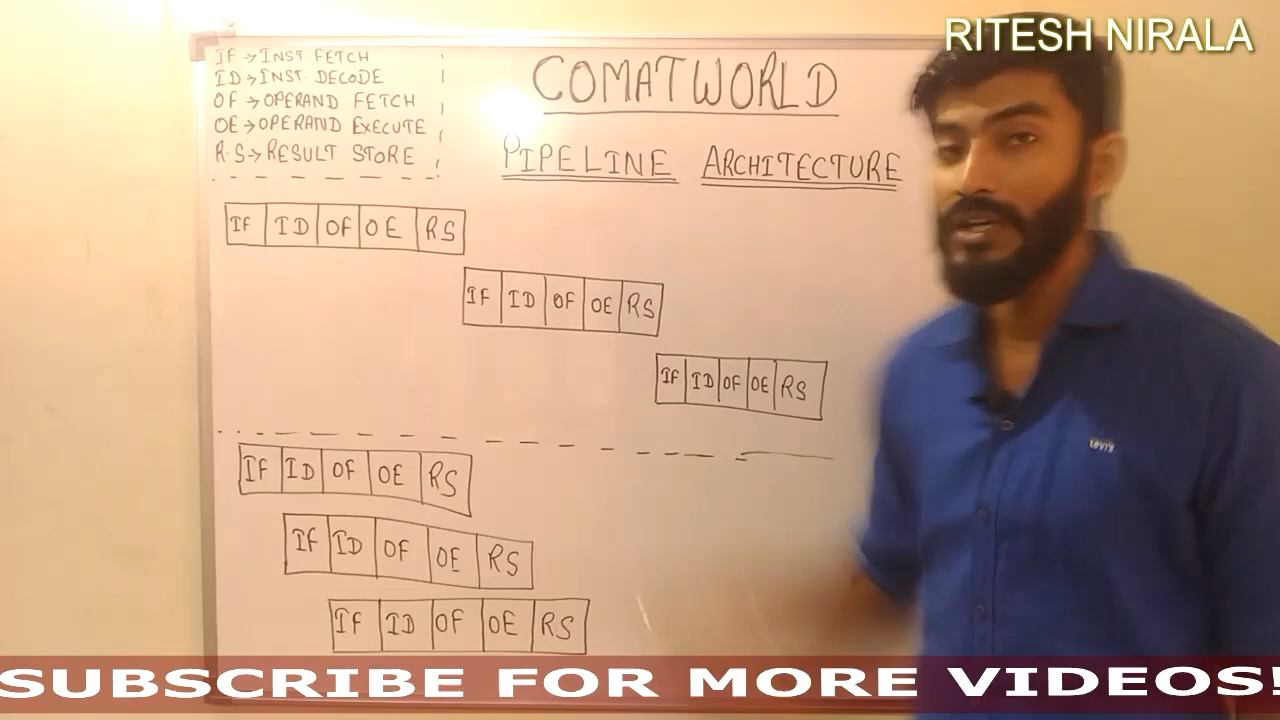 RITESH NIRALA
IF → INST. FETCH
ID → INST. DECODE
OF → OPERAND FETCH
OE → OPERAND EXECUTE
R.S → RESULT STORE
COMATWORLD
PIPELINE ARCHITECTURE
IF ID OF OE RS
IF ID OF OE RS
IF ID OF OE RS
IF ID OF OE RS
IF ID OF OE RS
IF ID OF OE RS
Levi's
SUBSCRIBE FOR MORE VIDEOS!